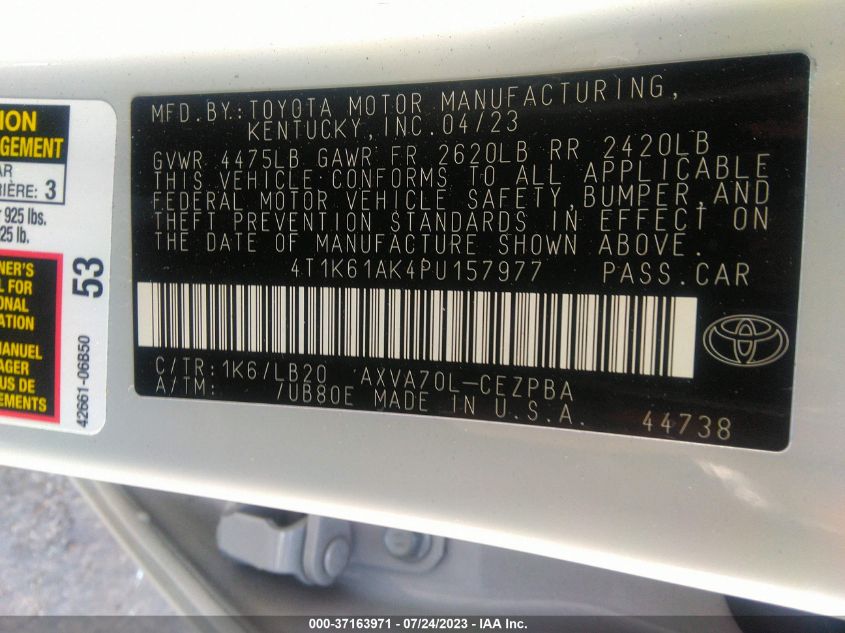 ION
GEMENT
AR
RIÈRE: 3
925 lbs.
25 lb.
NER'S
L FOR
ONAL
ATION
MANUEL
AGER
US DE
EMENTS
53
42661-06B50
MFD.BY.:TOYOTA MOTOR MANUFACTURING,
KENTUCKY,INC.04/23
GVWR 4475LB GAWR FR 2620LB RR 2420LB
THIS VEHICLE CONFORMS TO ALL APPLICABLE
FEDERAL MOTOR VEHICLE SAFETY,BUMPER,AND
THEFT PREVENTION STANDARDS IN EFFECT ON
THE DATE OF MANUFACTURE SHOWN ABOVE.
4T1K61AK4PU157977 PASS.CAR
C/TR:1K6/LB20 AXVA70L-CEZPBA
A/TM: /UB80E MADE IN U.S.A.
44738
000-37163971 / 07/24/2023 - IAA Inc.